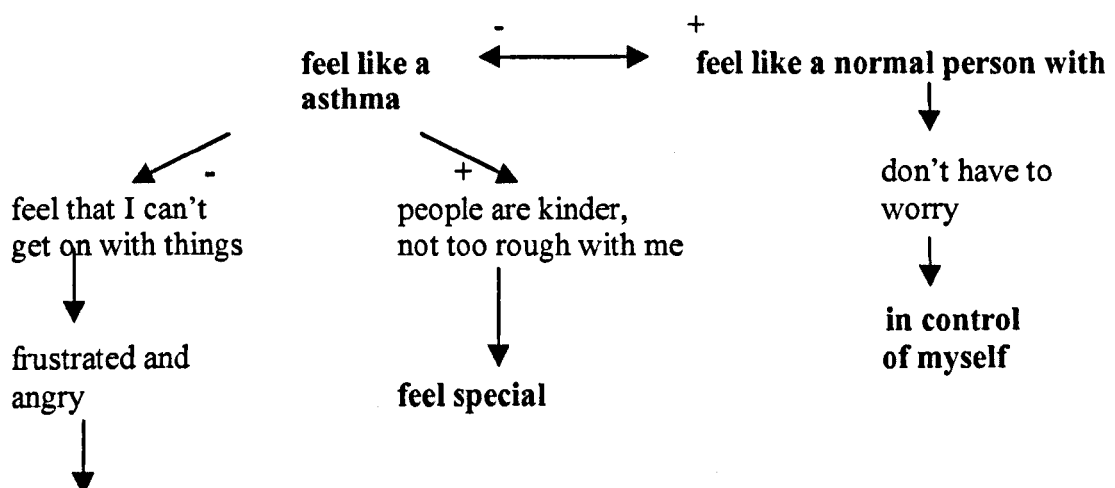 - +
feel like a
asthma
feel like a normal person with
-
feel that I can't
get on with things
+
people are kinder,
not too rough with me
don't have to
worry
frustrated and
angry
feel special
in control
of myself